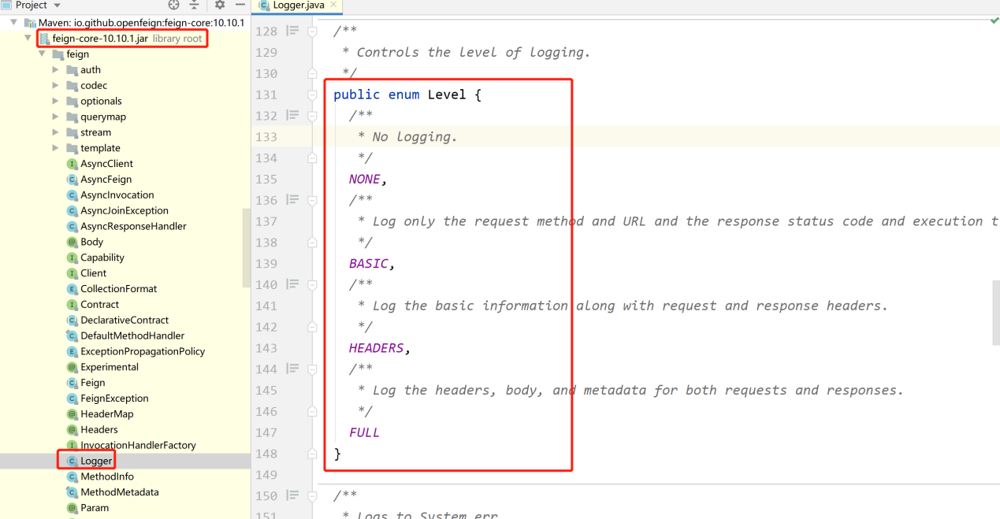 Project
Maven: io.github.openfeign:feign-core:10.10.1
feign-core-10.10.1.jar library root
feign
auth
codec
optionals
querymap
stream
template
AsyncClient
AsyncFeign
AsyncInvocation
AsyncJoinException
AsyncResponseHandler
Body
Capability
Client
CollectionFormat
Contract
DeclarativeContract
DefaultMethodHandler
ExceptionPropagationPolicy
Experimental
Feign
FeignException
HeaderMap
Headers
InvocationHandlerFactory
Logger
MethodInfo
MethodMetadata
Param
Logger.java
128 /**
129 * Controls the level of logging.
130 */
131 public enum Level {
132 /**
133 * No logging.
134 */
135 NONE,
136 /**
137 * Log only the request method and URL and the response status code and execution t
138 */
139 BASIC,
140 /**
141 * Log the basic information along with request and response headers.
142 */
143 HEADERS,
144 /**
145 * Log the headers, body, and metadata for both requests and responses.
146 */
147 FULL
148 }
149
150 /**
151 * Logs to System.err